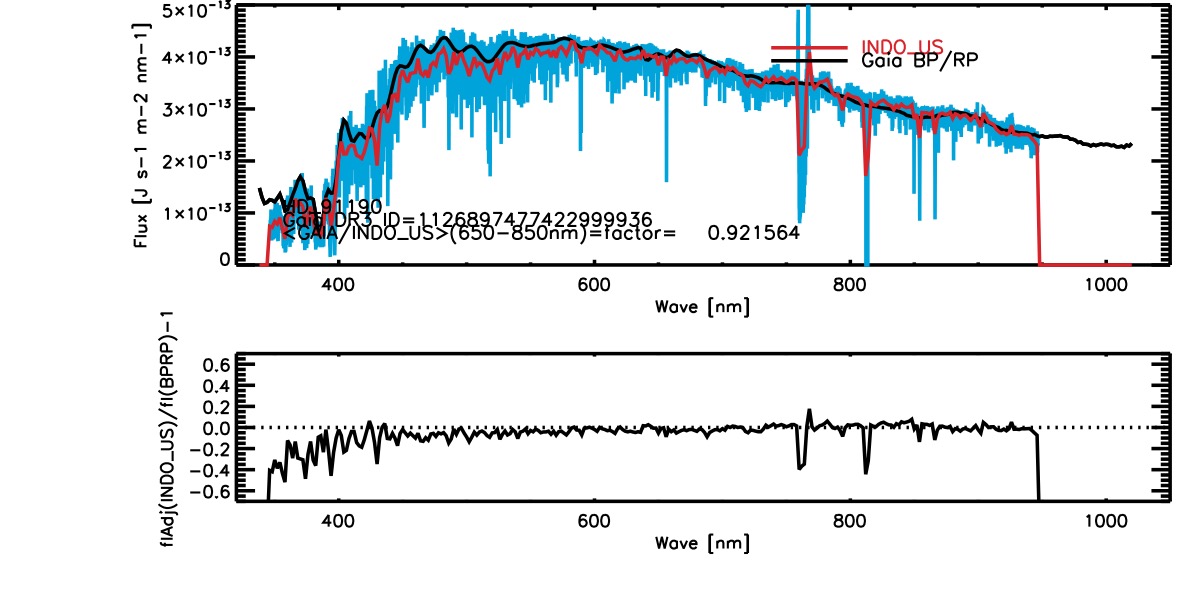 5×10−13
4×10−13
3×10−13
2×10−13
1×10−13
0
Flux [J s−1 m−2 nm−1]
INDO_US
Gaia BP/RP
HD 91190
Gaia DR3 ID=1126897477422999936
<GAIA/INDO_US>(650−850nm)=factor= 0.921564
400 600 800 1000
Wave [nm]
0.6
0.4
0.2
0.0
−0.2
−0.4
−0.6
flAdj(INDO_US)/fl(BPRP)−1
400 600 800 1000
Wave [nm]